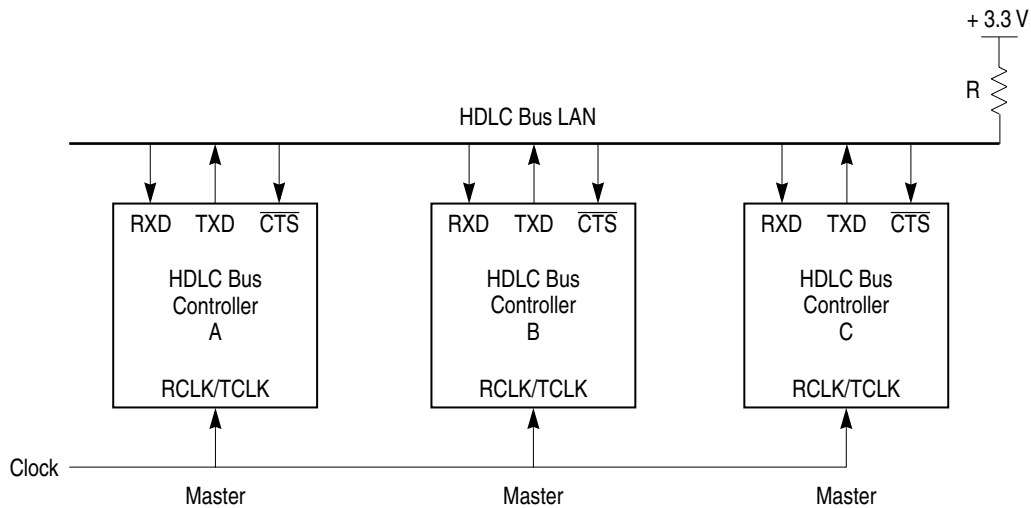 + 3.3 V
R
HDLC Bus LAN
RXD TXD CTS
HDLC Bus
Controller
A
RCLK/TCLK
RXD TXD CTS
HDLC Bus
Controller
B
RCLK/TCLK
RXD TXD CTS
HDLC Bus
Controller
C
RCLK/TCLK
Clock
Master
Master
Master